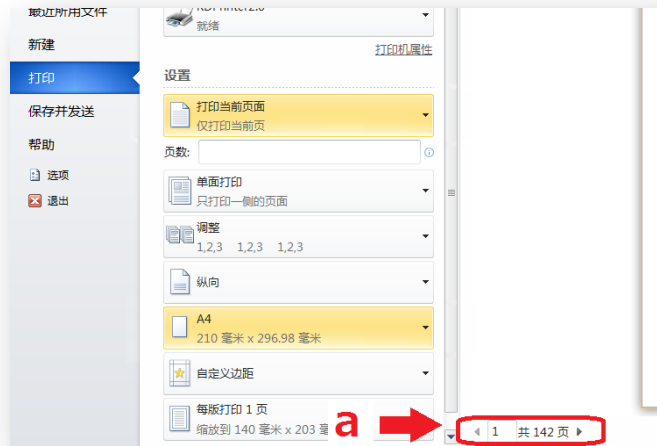 最近所用文件
新建
打印
保存并发送
帮助
选项
退出
就绪
打印机属性
设置
打印当前页面
仅打印当前页
页数:
单面打印
只打印一侧的页面
调整
1,2,3 1,2,3 1,2,3
纵向
A4
210 毫米 x 296.98 毫米
自定义边距
每版打印 1 页
缩放到 140 毫米 x 203
a
1 共 142 页